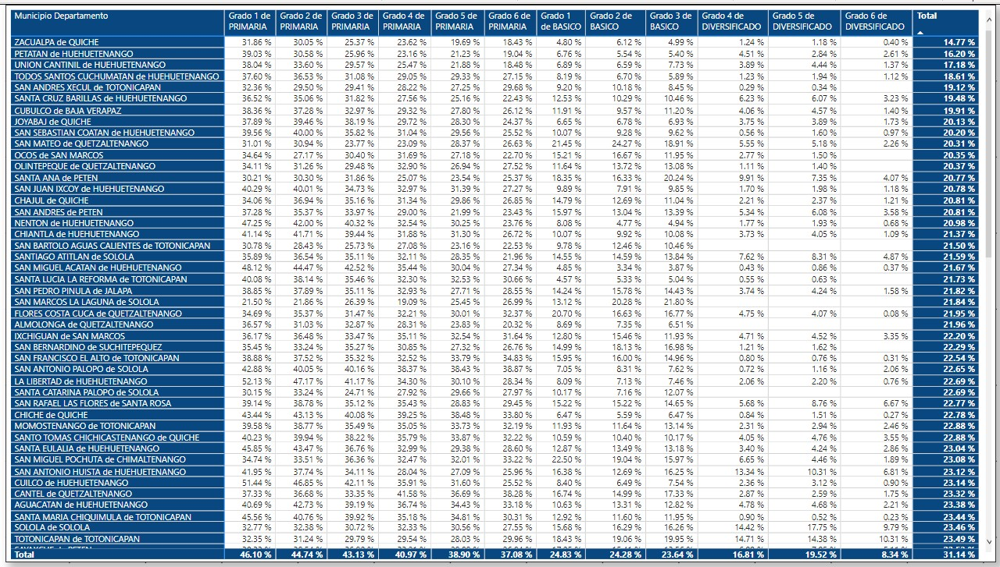 Municipio Departamento Grado 1 de PRIMARIA Grado 2 de PRIMARIA Grado 3 de PRIMARIA Grado 4 de PRIMARIA Grado 5 de PRIMARIA Grado 6 de PRIMARIA Grado 1 de BASICO Grado 2 de BASICO Grado 3 de BASICO Grado 4 de DIVERSIFICADO Grado 5 de DIVERSIFICADO Grado 6 de DIVERSIFICADO Total
ZACUALPA de QUICHE 31.86 % 30.05 % 25.37 % 23.62 % 19.69 % 18.43 % 4.80 % 6.12 % 4.99 % 1.24 % 1.18 % 0.40 % 14.77 %
PETATAN de HUEHUETENANGO 39.03 % 30.58 % 25.96 % 23.16 % 21.23 % 19.04 % 6.76 % 5.54 % 5.40 % 4.51 % 2.84 % 2.61 % 16.20 %
UNION CANTINIL de HUEHUETENANGO 38.04 % 33.60 % 29.57 % 25.47 % 21.88 % 18.48 % 6.89 % 6.59 % 7.73 % 3.89 % 4.44 % 1.37 % 17.18 %
TODOS SANTOS CUCHUMATAN de HUEHUETENANGO 37.60 % 36.53 % 31.08 % 29.05 % 29.33 % 27.15 % 8.19 % 6.70 % 5.89 % 1.23 % 1.94 % 1.12 % 18.61 %
SAN ANDRES XECUL de TOTONICAPAN 32.36 % 29.50 % 29.41 % 28.22 % 27.25 % 29.68 % 9.20 % 10.18 % 8.45 % 0.29 % 0.34 % 19.12 %
SANTA CRUZ BARILLAS de HUEHUETENANGO 36.52 % 35.06 % 31.82 % 27.56 % 25.16 % 22.43 % 12.53 % 10.29 % 10.46 % 6.23 % 6.07 % 3.23 % 19.48 %
CUBULCO de BAJA VERAPAZ 38.36 % 37.28 % 32.97 % 29.32 % 27.80 % 26.12 % 11.91 % 9.57 % 11.20 % 4.06 % 4.57 % 1.40 % 19.91 %
JOYABAJ de QUICHE 37.89 % 39.46 % 38.19 % 29.72 % 28.30 % 24.37 % 6.65 % 6.78 % 6.93 % 3.75 % 3.89 % 1.73 % 20.13 %
SAN SEBASTIAN COATAN de HUEHUETENANGO 39.56 % 40.00 % 35.82 % 31.04 % 29.56 % 25.52 % 10.07 % 9.28 % 9.62 % 0.56 % 1.60 % 0.97 % 20.20 %
SAN MATEO de QUETZALTENANGO 31.01 % 30.94 % 23.77 % 23.09 % 28.37 % 26.63 % 21.45 % 24.27 % 18.91 % 5.55 % 5.18 % 2.26 % 20.31 %
OCOS de SAN MARCOS 34.64 % 27.17 % 30.40 % 31.69 % 27.18 % 22.70 % 15.21 % 16.67 % 11.95 % 2.77 % 1.50 % 20.35 %
OLINTEPEQUE de QUETZALTENANGO 34.11 % 31.26 % 29.48 % 32.90 % 26.94 % 27.52 % 11.64 % 13.72 % 13.08 % 1.11 % 1.40 % 20.37 %
SANTA ANA de PETEN 30.21 % 30.30 % 31.86 % 25.07 % 23.54 % 25.37 % 18.35 % 16.33 % 20.24 % 9.91 % 7.35 % 4.07 % 20.77 %
SAN JUAN IXCOY de HUEHUETENANGO 40.29 % 40.01 % 34.73 % 32.97 % 31.39 % 27.27 % 9.89 % 7.91 % 9.85 % 1.70 % 1.98 % 1.18 % 20.78 %
CHAJUL de QUICHE 34.06 % 36.94 % 35.18 % 31.34 % 29.86 % 26.85 % 14.79 % 12.69 % 11.04 % 2.21 % 2.37 % 1.21 % 20.81 %
SAN ANDRES de PETEN 37.28 % 35.37 % 33.97 % 29.00 % 21.99 % 23.43 % 15.97 % 13.04 % 13.39 % 5.34 % 6.08 % 3.58 % 20.81 %
NENTON de HUEHUETENANGO 47.25 % 42.00 % 40.33 % 32.54 % 30.25 % 23.76 % 8.08 % 4.77 % 4.94 % 1.77 % 1.93 % 0.68 % 20.98 %
CHIANTLA de HUEHUETENANGO 41.14 % 41.71 % 39.44 % 31.88 % 31.30 % 26.72 % 10.07 % 9.92 % 10.08 % 3.73 % 4.05 % 1.09 % 21.37 %
SAN BARTOLO AGUAS CALIENTES de TOTONICAPAN 30.78 % 28.43 % 25.73 % 27.08 % 23.16 % 22.53 % 9.78 % 12.46 % 10.46 % 21.50 %
SANTIAGO ATITLAN de SOLOLA 35.89 % 36.54 % 35.11 % 32.11 % 28.35 % 21.96 % 14.55 % 14.59 % 13.84 % 7.62 % 8.31 % 4.87 % 21.59 %
SAN MIGUEL ACATAN de HUEHUETENANGO 48.12 % 44.47 % 42.52 % 35.44 % 30.04 % 27.34 % 4.85 % 3.34 % 3.87 % 0.43 % 0.86 % 0.37 % 21.67 %
SANTA LUCIA LA REFORMA de TOTONICAPAN 40.08 % 38.14 % 35.46 % 32.30 % 32.53 % 30.66 % 4.57 % 5.33 % 5.04 % 0.55 % 0.63 % 21.73 %
SAN PEDRO PINULA de JALAPA 38.85 % 37.89 % 35.11 % 32.93 % 27.71 % 28.55 % 14.24 % 15.78 % 14.43 % 3.74 % 4.24 % 1.58 % 21.82 %
SAN MARCOS LA LAGUNA de SOLOLA 21.50 % 21.86 % 26.39 % 19.09 % 25.45 % 26.99 % 13.12 % 20.28 % 21.80 % 21.84 %
FLORES COSTA CUCA de QUETZALTENANGO 34.69 % 35.37 % 31.47 % 32.21 % 30.01 % 32.37 % 20.70 % 16.63 % 16.77 % 4.75 % 4.07 % 0.08 % 21.95 %
ALMOLONGA de QUETZALTENANGO 36.57 % 31.03 % 32.87 % 28.31 % 23.83 % 20.32 % 8.69 % 7.35 % 6.51 % 21.96 %
IXCHIGUAN de SAN MARCOS 36.17 % 36.48 % 33.47 % 35.11 % 32.54 % 31.64 % 12.80 % 15.46 % 11.93 % 4.71 % 4.52 % 3.35 % 22.20 %
SAN BERNARDINO de SUCHITEPEQUEZ 35.45 % 33.24 % 35.27 % 30.85 % 27.32 % 26.76 % 14.99 % 18.13 % 16.98 % 1.21 % 1.62 % 22.29 %
SAN FRANCISCO EL ALTO de TOTONICAPAN 38.88 % 37.52 % 35.32 % 32.52 % 33.79 % 34.83 % 15.95 % 16.00 % 14.96 % 0.80 % 0.76 % 0.31 % 22.54 %
SAN ANTONIO PALOPO de SOLOLA 42.88 % 40.05 % 40.16 % 38.37 % 38.43 % 38.87 % 7.05 % 8.31 % 7.62 % 0.72 % 1.16 % 2.06 % 22.65 %
LA LIBERTAD de HUEHUETENANGO 52.13 % 47.17 % 41.17 % 34.30 % 30.10 % 28.34 % 8.09 % 7.13 % 7.46 % 2.06 % 2.20 % 0.76 % 22.69 %
SANTA CATARINA PALOPO de SOLOLA 30.15 % 33.24 % 24.71 % 27.92 % 29.66 % 27.97 % 10.17 % 7.16 % 12.07 % 22.69 %
SAN RAFAEL LAS FLORES de SANTA ROSA 39.14 % 38.78 % 35.12 % 35.43 % 28.83 % 29.45 % 15.22 % 15.22 % 14.65 % 5.68 % 8.76 % 6.67 % 22.77 %
CHICHE de QUICHE 43.44 % 43.13 % 40.08 % 39.25 % 38.48 % 33.80 % 6.47 % 5.59 % 6.47 % 0.84 % 1.51 % 0.27 % 22.78 %
MOMOSTENANGO de TOTONICAPAN 39.58 % 38.77 % 35.49 % 35.05 % 33.73 % 32.19 % 11.93 % 11.64 % 13.14 % 2.31 % 2.94 % 2.46 % 22.88 %
SANTO TOMAS CHICHICASTENANGO de QUICHE 40.23 % 39.94 % 38.22 % 35.79 % 33.87 % 32.22 % 10.59 % 10.40 % 10.17 % 4.05 % 4.76 % 3.55 % 22.88 %
SANTA EULALIA de HUEHUETENANGO 45.85 % 43.47 % 36.76 % 32.99 % 29.38 % 28.60 % 12.87 % 13.49 % 13.18 % 3.40 % 4.24 % 2.86 % 23.04 %
SAN MIGUEL POCHUTA de CHIMALTENANGO 34.74 % 33.51 % 36.36 % 32.47 % 32.01 % 33.22 % 22.50 % 19.04 % 15.97 % 6.65 % 4.46 % 1.89 % 23.08 %
SAN ANTONIO HUISTA de HUEHUETENANGO 41.95 % 37.74 % 34.11 % 28.04 % 27.09 % 25.96 % 16.38 % 12.69 % 16.25 % 13.34 % 10.31 % 6.81 % 23.12 %
CUILCO de HUEHUETENANGO 51.44 % 46.85 % 42.11 % 35.91 % 31.60 % 25.52 % 8.40 % 6.49 % 7.54 % 2.36 % 3.12 % 0.90 % 23.14 %
CANTEL de QUETZALTENANGO 37.33 % 36.68 % 33.33 % 41.58 % 36.69 % 38.28 % 16.74 % 14.99 % 17.33 % 2.87 % 2.59 % 1.75 % 23.32 %
AGUACATAN de HUEHUETENANGO 40.69 % 42.73 % 39.13 % 36.74 % 34.43 % 33.18 % 10.63 % 13.31 % 12.82 % 4.78 % 4.68 % 2.21 % 23.38 %
SANTA MARIA CHIQUIMULA de TOTONICAPAN 45.56 % 40.76 % 39.92 % 35.18 % 34.81 % 30.31 % 12.92 % 11.60 % 11.95 % 0.90 % 0.52 % 0.23 % 23.44 %
SOLOLA de SOLOLA 32.77 % 32.38 % 30.73 % 32.33 % 30.56 % 27.55 % 15.68 % 16.29 % 16.26 % 14.42 % 17.75 % 9.79 % 23.46 %
TOTONICAPAN de TOTONICAPAN 32.35 % 31.24 % 29.73 % 29.54 % 28.03 % 29.96 % 18.43 % 18.08 % 19.95 % 14.71 % 14.38 % 10.31 % 23.49 %
Total 46.10 % 44.74 % 43.13 % 40.97 % 38.90 % 37.08 % 24.83 % 24.28 % 23.64 % 16.81 % 19.52 % 8.34 % 31.14 %